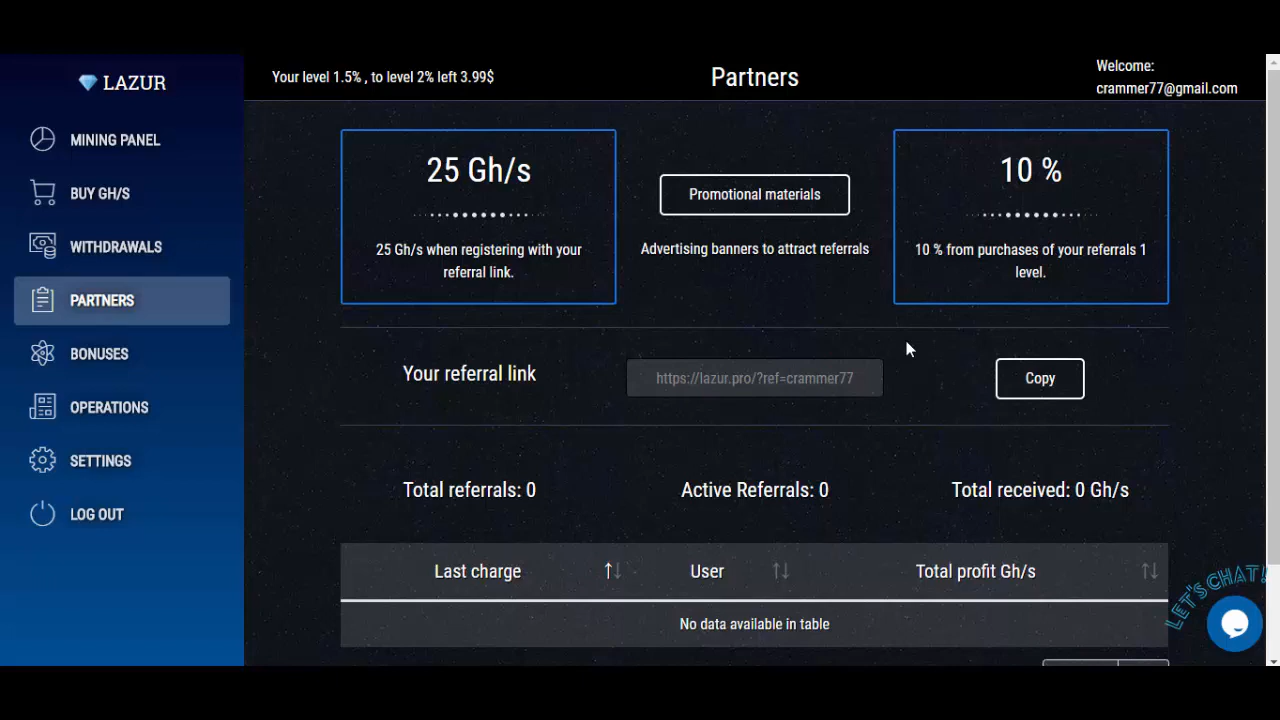 LAZUR
MINING PANEL
BUY GH/S
WITHDRAWALS
PARTNERS
BONUSES
OPERATIONS
SETTINGS
LOG OUT
Your level 1.5% , to level 2% left 3.99$
Partners
Welcome:
crammer77@gmail.com
25 Gh/s
25 Gh/s when registering with your
referral link.
Promotional materials
Advertising banners to attract referrals
10 %
10 % from purchases of your referrals 1
level.
Your referral link
https://lazur.pro/?ref=crammer77
Copy
Total referrals: 0
Active Referrals: 0
Total received: 0 Gh/s
Last charge
User
Total profit Gh/s
No data available in table
LET'S CHAT!